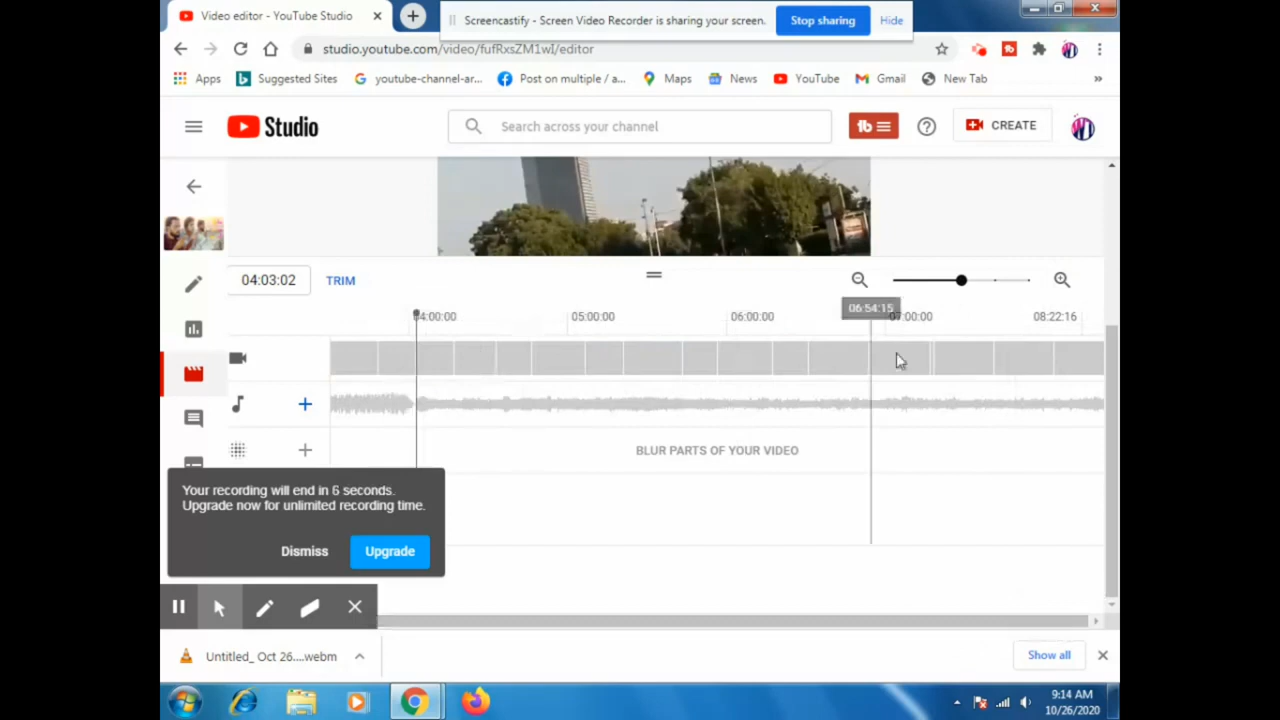 Video editor - YouTube Studio
Screencastify - Screen Video Recorder is sharing your screen.
Stop sharing
Hide
studio.youtube.com/video/fufRxsZM1wI/editor
Apps
Suggested Sites
youtube-channel-ar...
Post on multiple / a...
Maps
News
YouTube
Gmail
New Tab
»
Studio
Search across your channel
tb
CREATE
04:03:02
TRIM
06:54:15
04:00:00
05:00:00
06:00:00
07:00:00
08:22:16
BLUR PARTS OF YOUR VIDEO
Your recording will end in 6 seconds.
Upgrade now for unlimited recording time.
Dismiss
Upgrade
Untitled_ Oct 26....webm
Show all
9:14 AM
10/26/2020